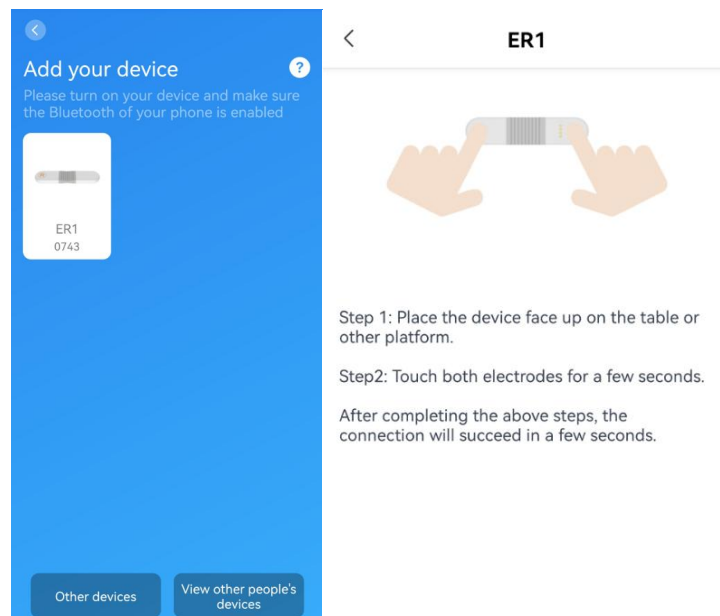 Add your device
?
Please turn on your device and make sure
the Bluetooth of your phone is enabled
ER1
0743
Other devices
View other people's
devices
ER1
Step 1: Place the device face up on the table or
other platform.
Step2: Touch both electrodes for a few seconds.
After completing the above steps, the
connection will succeed in a few seconds.